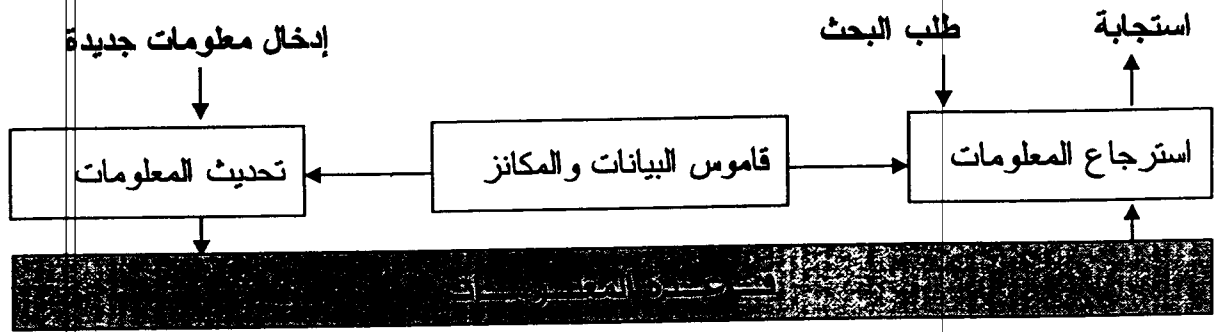 استجابة
طلب البحث
إدخال معلومات جديدة
استرجاع المعلومات
قاموس البيانات والمكانز
تحديث المعلومات